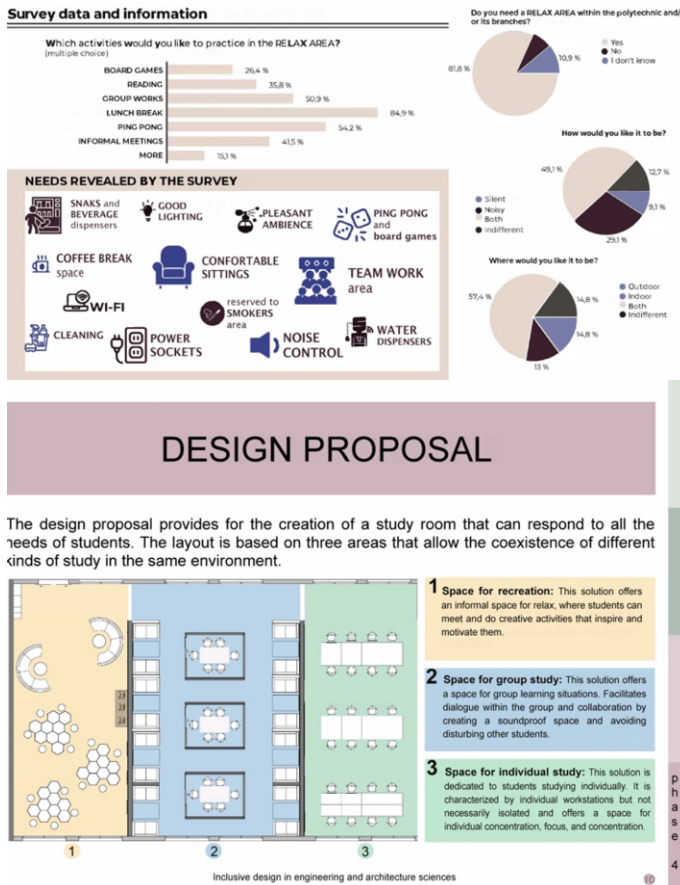 Survey data and information
Which activities would you like to practice in the RELAX AREA?
(multiple choice)
BOARD GAMES 26,4 %
READING 35,8 %
GROUP WORKS 50,9 %
LUNCH BREAK 84,9 %
PING PONG 54,2 %
INFORMAL MEETINGS 41,5 %
MORE 15,1 %
Do you need a RELAX AREA within the polytechnic and/
or its branches?
81,8 %
10,9 %
Yes
No
I don't know
How would you like it to be?
49,1 %
12,7 %
9,1 %
29,1 %
Silent
Noisy
Both
Indifferent
Where would you like it to be?
57,4 %
14,8 %
14,8 %
13 %
Outdoor
Indoor
Both
Indifferent
NEEDS REVEALED BY THE SURVEY
SNAKS and
BEVERAGE
dispensers
GOOD
LIGHTING
PLEASANT
AMBIENCE
PING PONG
and
board games
COFFEE BREAK
space
CONFORTABLE
SITTINGS
TEAM WORK
area
WI-FI
reserved to
SMOKERS
area
CLEANING
POWER
SOCKETS
NOISE
CONTROL
WATER
DISPENSERS
DESIGN PROPOSAL
The design proposal provides for the creation of a study room that can respond to all the
needs of students. The layout is based on three areas that allow the coexistence of different
kinds of study in the same environment.
1 Space for recreation: This solution offers
an informal space for relax, where students can
meet and do creative activities that inspire and
motivate them.
2 Space for group study: This solution offers
a space for group learning situations. Facilitates
dialogue within the group and collaboration by
creating a soundproof space and avoiding
disturbing other students.
3 Space for individual study: This solution is
dedicated to students studying individually. It is
characterized by individual workstations but not
necessarily isolated and offers a space for
individual concentration, focus, and concentration.
1
2
3
phase
4
Inclusive design in engineering and architecture sciences
10